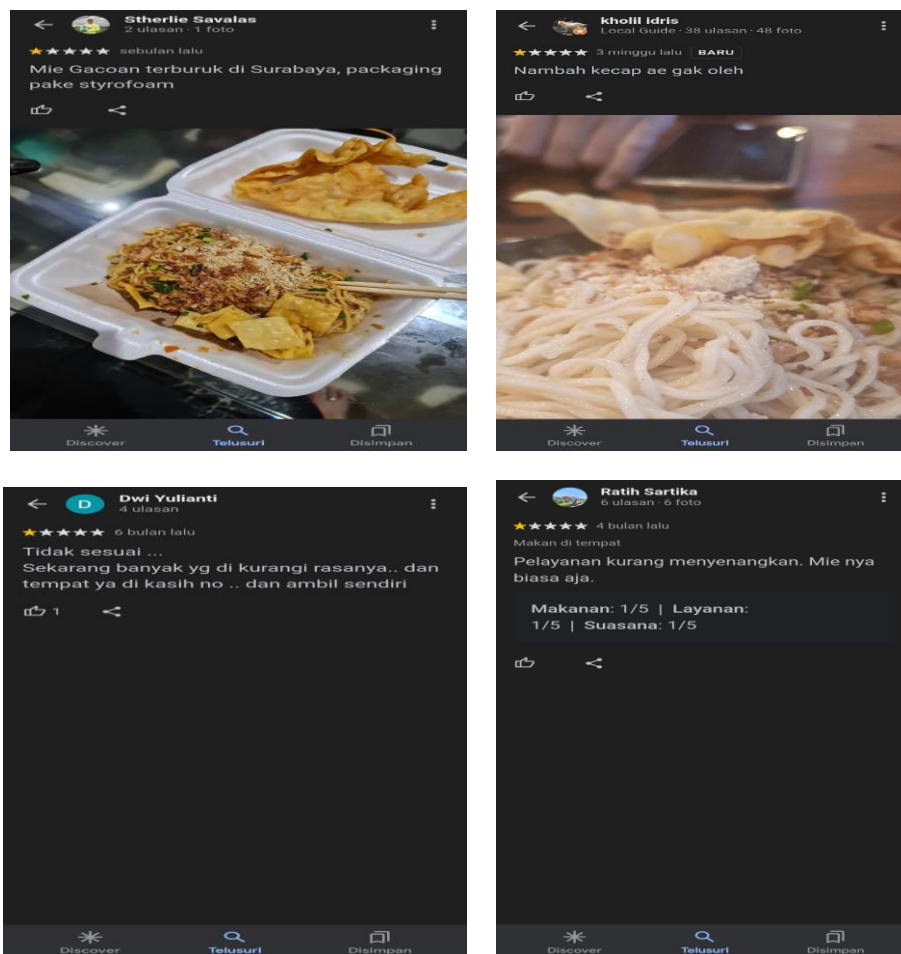 Stherlie Savalas
2 ulasan · 1 foto
sebulan lalu
Mie Gacoan terburuk di Surabaya, packaging
pake styrofoam
Discover
Telusuri
Disimpan
kholil idris
Local Guide · 38 ulasan · 48 foto
3 minggu lalu BARU
Nambah kecap ae gak oleh
Discover
Telusuri
Disimpan
D
Dwi Yulianti
4 ulasan
6 bulan lalu
Tidak sesuai ...
Sekarang banyak yg di kurangi rasanya.. dan
tempat ya di kasih no .. dan ambil sendiri
1
Discover
Telusuri
Disimpan
Ratih Sartika
6 ulasan · 6 foto
4 bulan lalu
Makan di tempat
Pelayanan kurang menyenangkan. Mie nya
biasa aja.
Makanan: 1/5 | Layanan:
1/5 | Suasana: 1/5
Discover
Telusuri
Disimpan